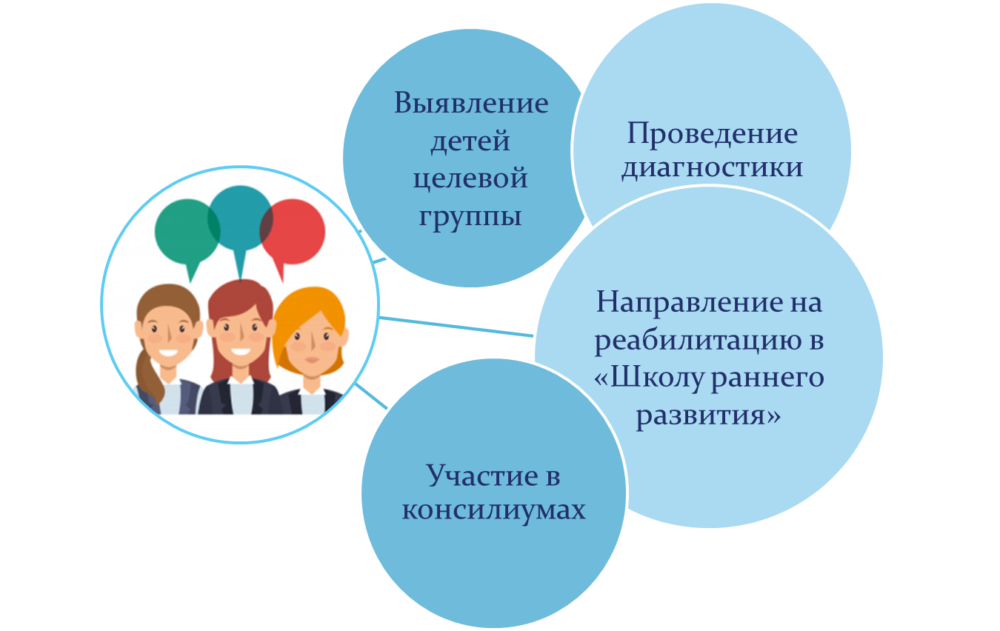 Выявление
детей
целевой
группы
Проведение
диагностики
Направление на
реабилитацию в
«Школу раннего
развития»
Участие в
консилиумах